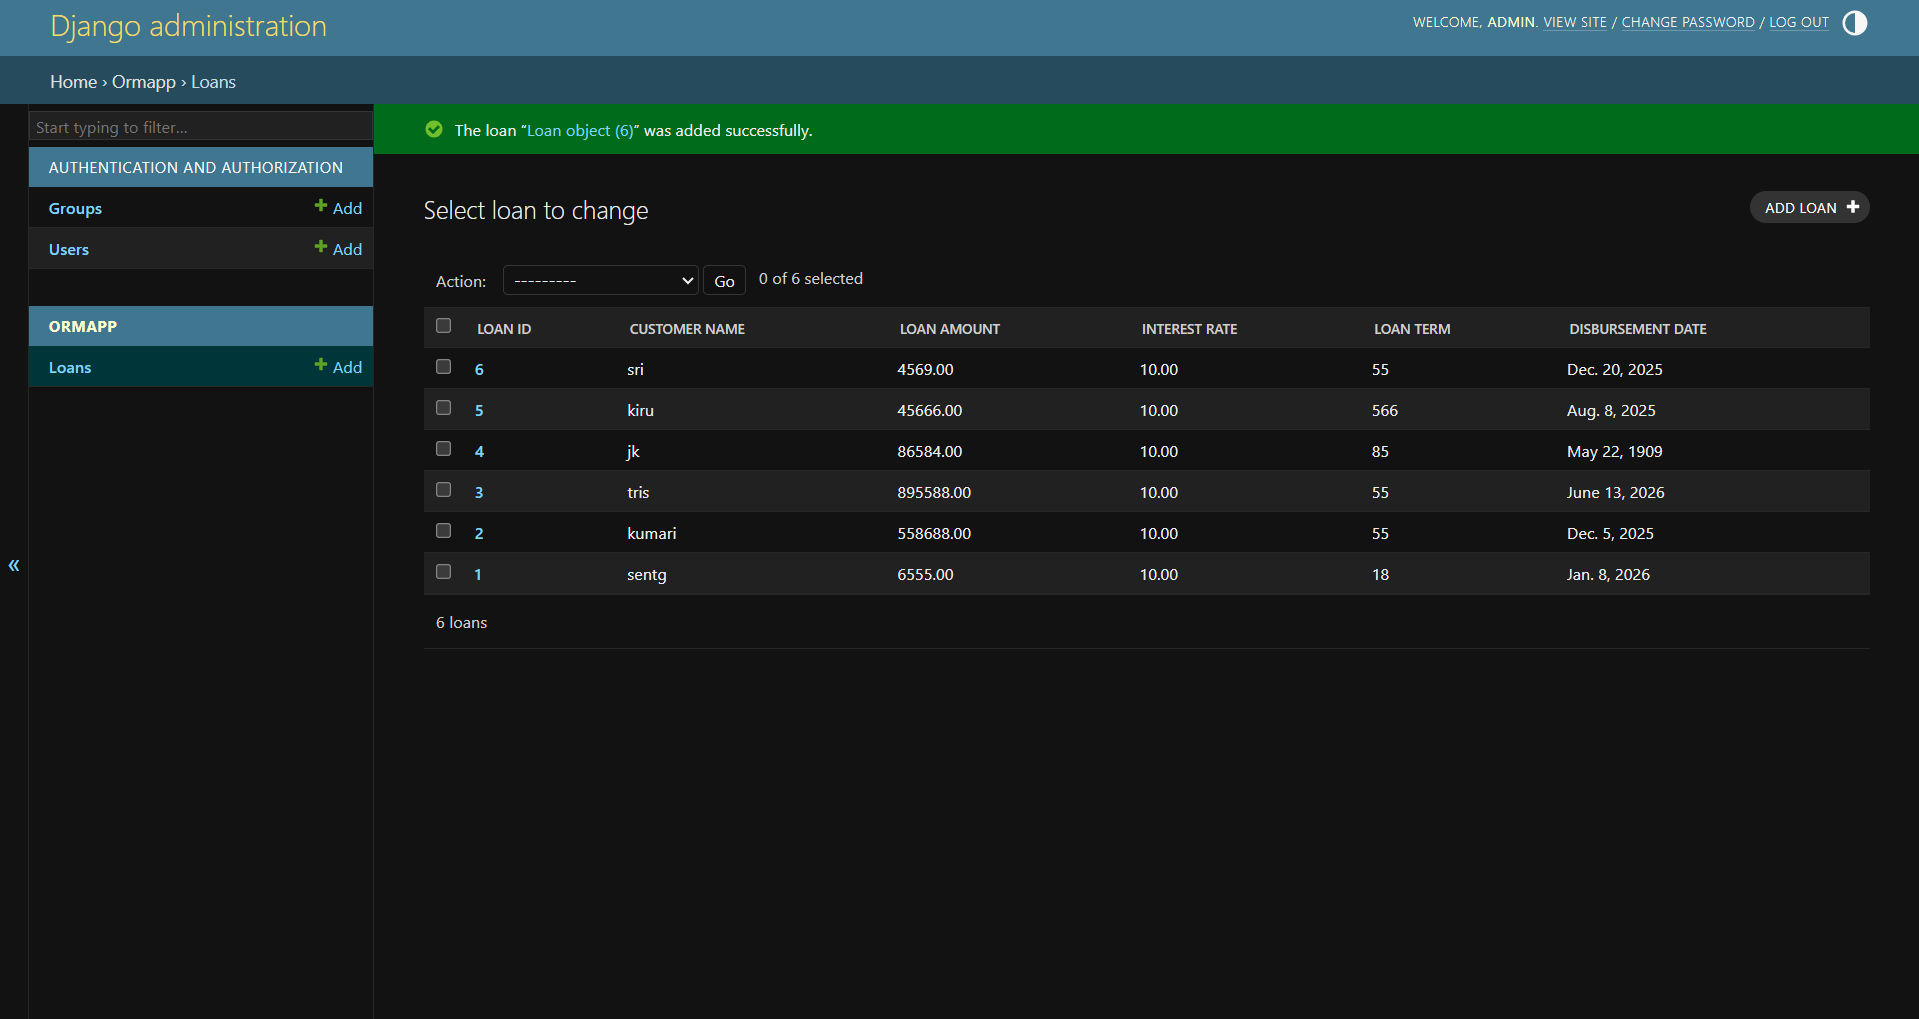 Django administration
WELCOME, ADMIN. VIEW SITE / CHANGE PASSWORD / LOG OUT
Home › Ormapp › Loans
Start typing to filter...
AUTHENTICATION AND AUTHORIZATION
Groups + Add
Users + Add
ORMAPP
Loans + Add
«
The loan “Loan object (6)” was added successfully.
Select loan to change
ADD LOAN +
Action: --------- Go 0 of 6 selected
LOAN ID CUSTOMER NAME LOAN AMOUNT INTEREST RATE LOAN TERM DISBURSEMENT DATE
6 sri 4569.00 10.00 55 Dec. 20, 2025
5 kiru 45666.00 10.00 566 Aug. 8, 2025
4 jk 86584.00 10.00 85 May 22, 1909
3 tris 895588.00 10.00 55 June 13, 2026
2 kumari 558688.00 10.00 55 Dec. 5, 2025
1 sentg 6555.00 10.00 18 Jan. 8, 2026
6 loans